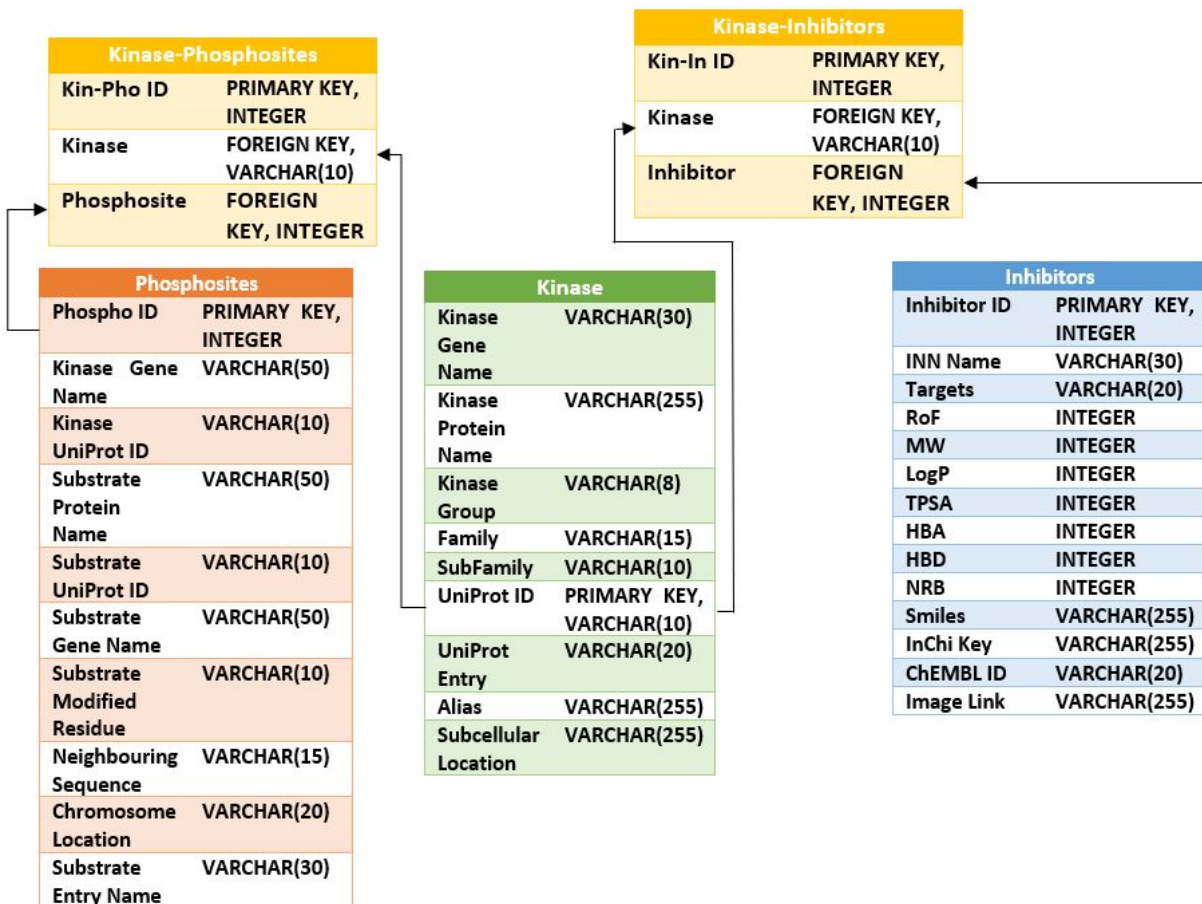 Kinase-Phosphosites
Kin-Pho ID PRIMARY KEY,
INTEGER
Kinase FOREIGN KEY,
VARCHAR(10)
Phosphosite FOREIGN
KEY, INTEGER
Kinase-Inhibitors
Kin-In ID PRIMARY KEY,
INTEGER
Kinase FOREIGN KEY,
VARCHAR(10)
Inhibitor FOREIGN
KEY, INTEGER
Phosphosites
Phospho ID PRIMARY KEY,
INTEGER
Kinase Gene VARCHAR(50)
Name
Kinase VARCHAR(10)
UniProt ID
Substrate VARCHAR(50)
Protein
Name
Substrate VARCHAR(10)
UniProt ID
Substrate VARCHAR(50)
Gene Name
Substrate VARCHAR(10)
Modified
Residue
Neighbouring VARCHAR(15)
Sequence
Chromosome VARCHAR(20)
Location
Substrate VARCHAR(30)
Entry Name
Kinase
Kinase VARCHAR(30)
Gene
Name
Kinase VARCHAR(255)
Protein
Name
Kinase VARCHAR(8)
Group
Family VARCHAR(15)
SubFamily VARCHAR(10)
UniProt ID PRIMARY KEY,
VARCHAR(10)
UniProt VARCHAR(20)
Entry
Alias VARCHAR(255)
Subcellular VARCHAR(255)
Location
Inhibitors
Inhibitor ID PRIMARY KEY,
INTEGER
INN Name VARCHAR(30)
Targets VARCHAR(20)
RoF INTEGER
MW INTEGER
LogP INTEGER
TPSA INTEGER
HBA INTEGER
HBD INTEGER
NRB INTEGER
Smiles VARCHAR(255)
InChi Key VARCHAR(255)
ChEMBL ID VARCHAR(20)
Image Link VARCHAR(255)